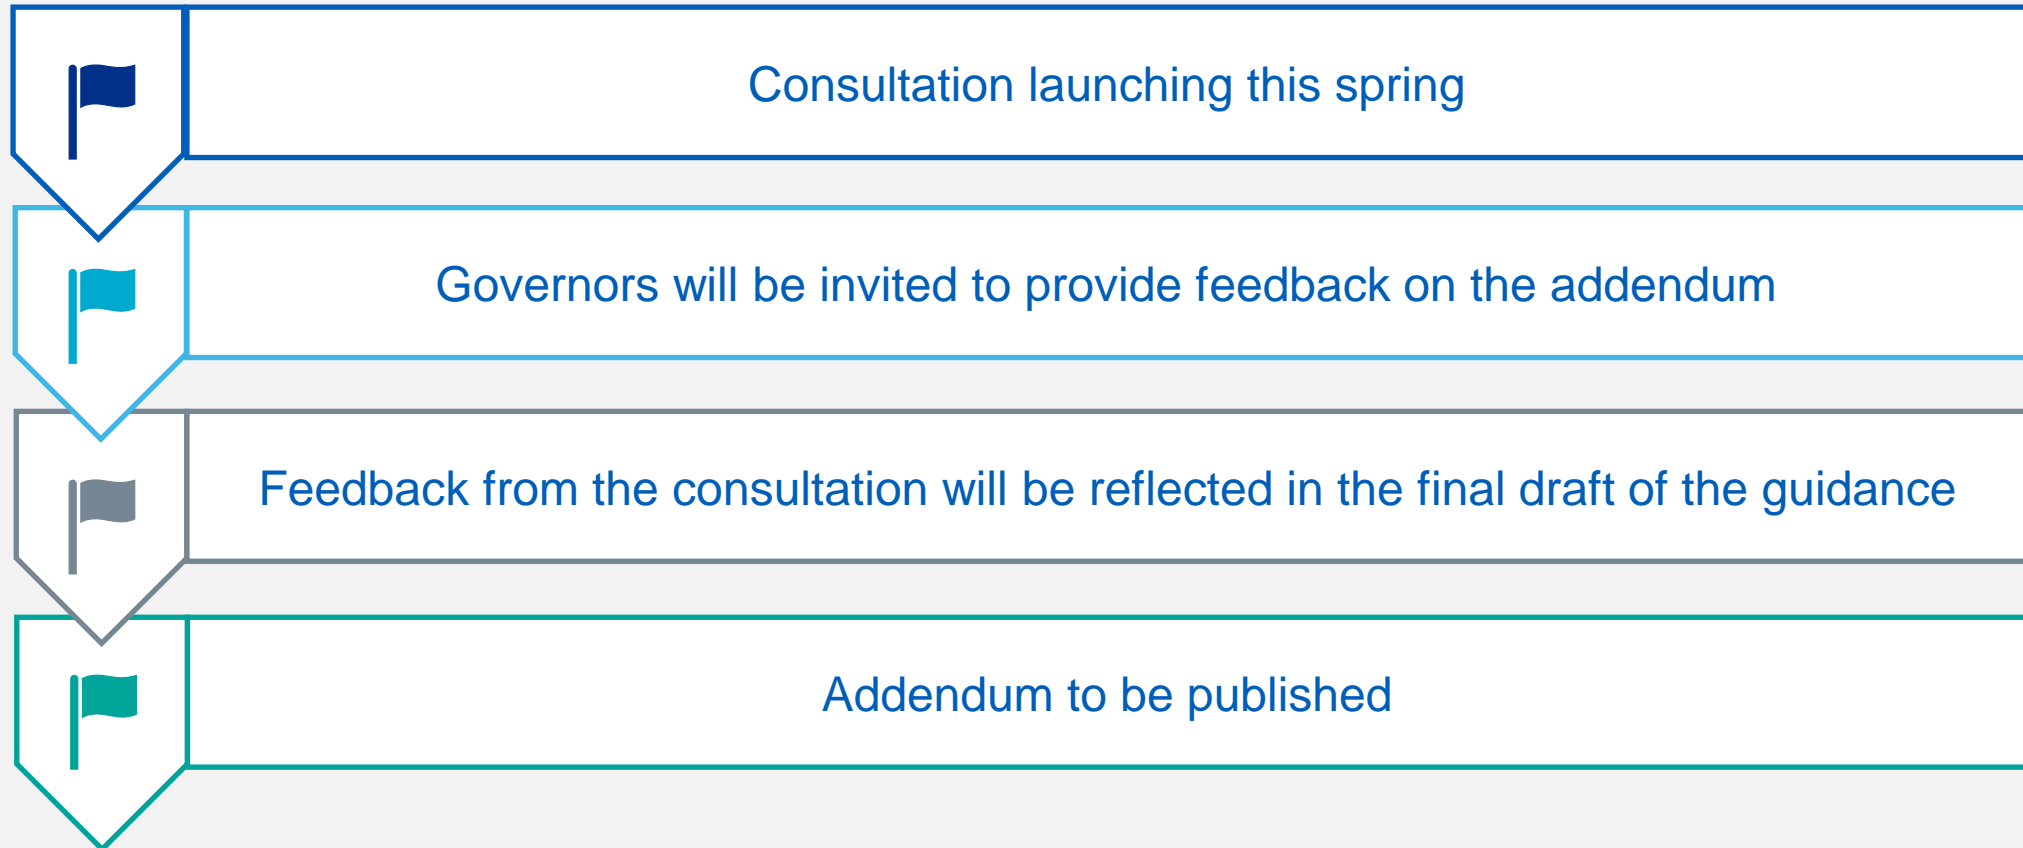 Consultation launching this spring
Governors will be invited to provide feedback on the addendum
Feedback from the consultation will be reflected in the final draft of the guidance
Addendum to be published